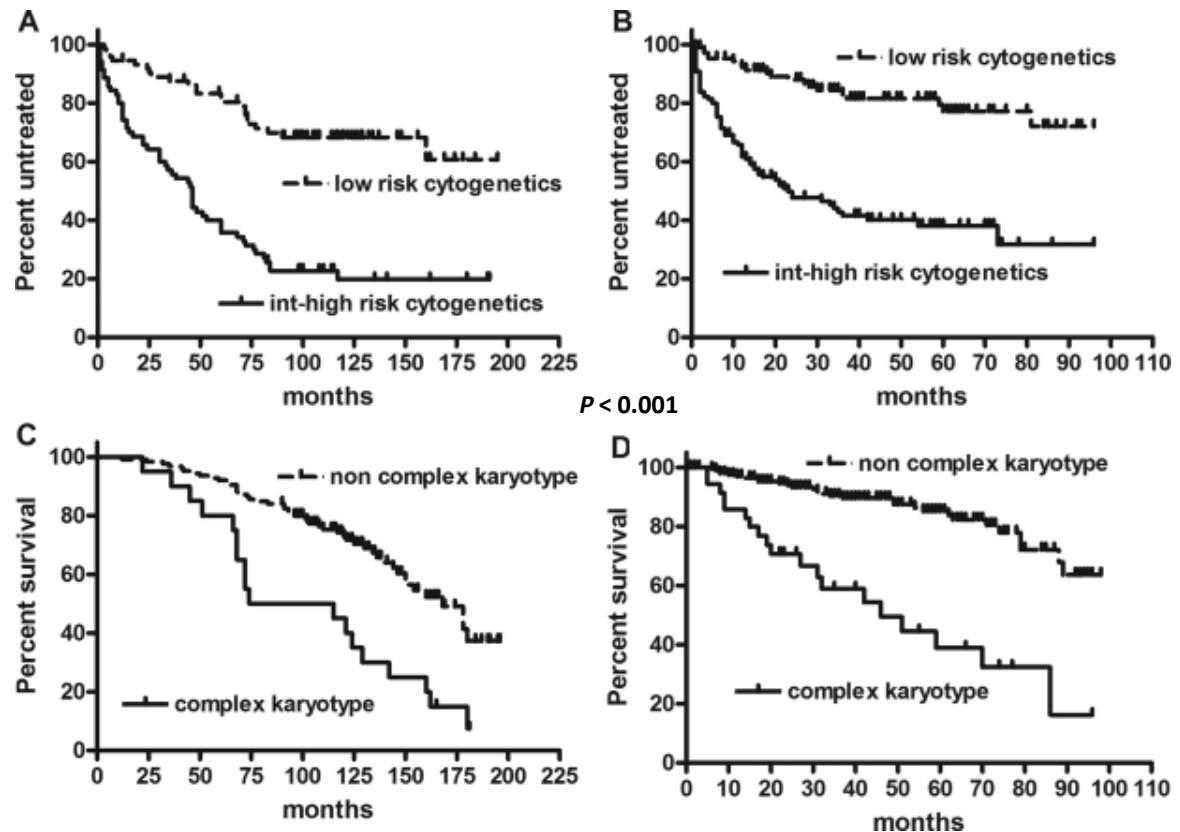 A
Percent untreated
100
80
60
40
20
0
low risk cytogenetics
int-high risk cytogenetics
0 25 50 75 100 125 150 175 200 225
months
B
Percent untreated
100
80
60
40
20
0
low risk cytogenetics
int-high risk cytogenetics
0 10 20 30 40 50 60 70 80 90 100 110
months
P < 0.001
C
Percent survival
100
80
60
40
20
0
non complex karyotype
complex karyotype
0 25 50 75 100 125 150 175 200 225
months
D
Percent survival
100
80
60
40
20
0
non complex karyotype
complex karyotype
0 10 20 30 40 50 60 70 80 90 100 110
months